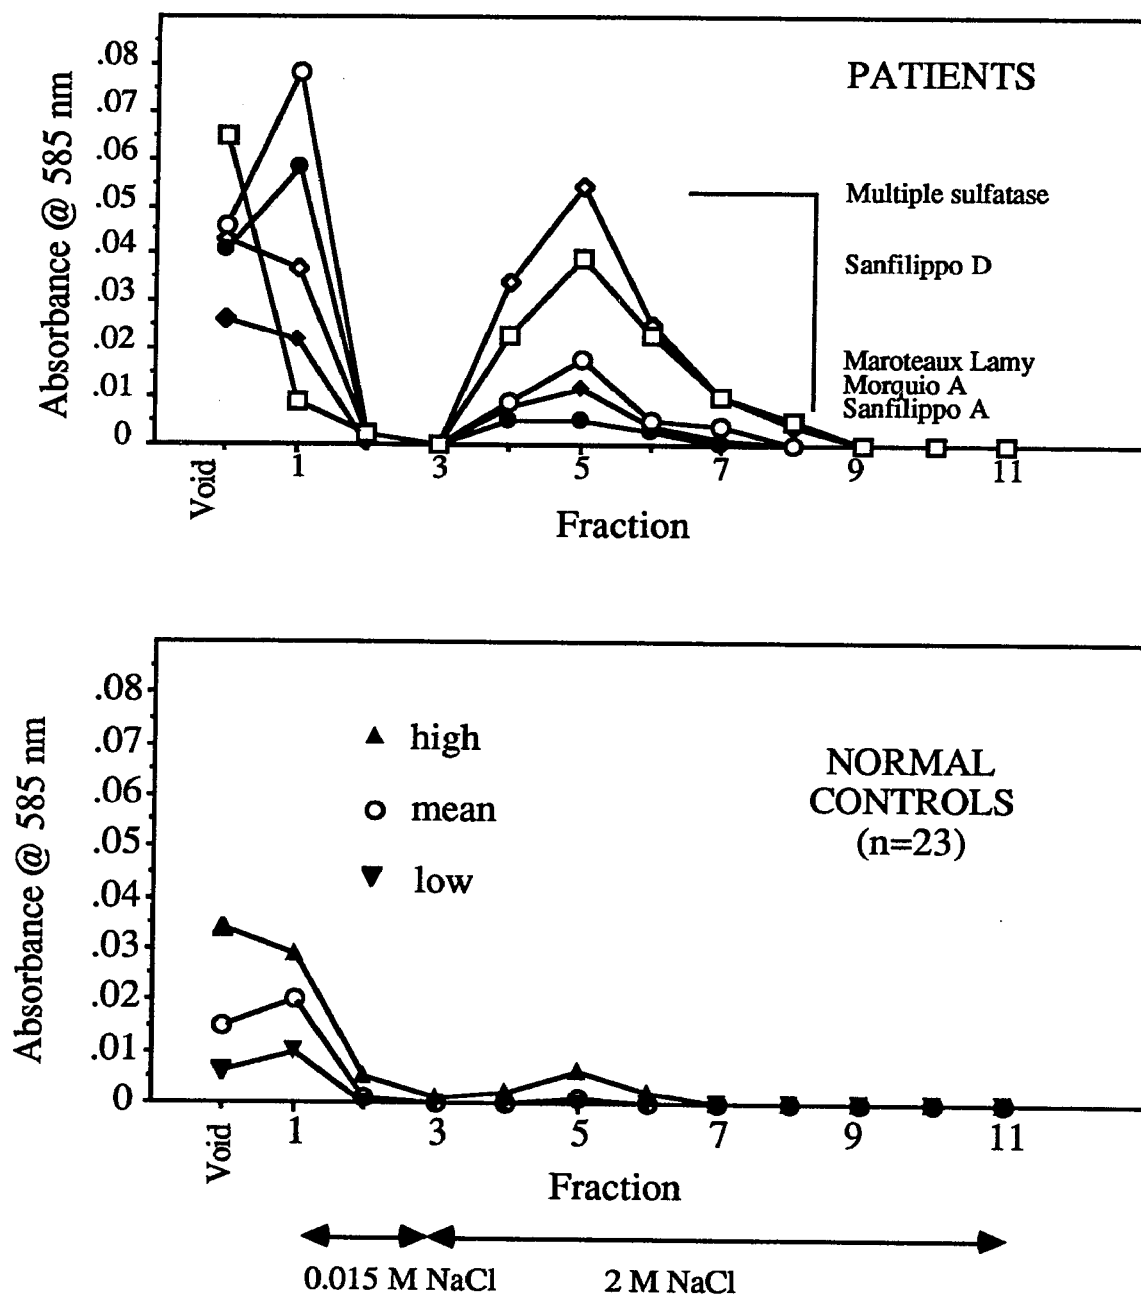 PATIENTS
Absorbance @ 585 nm
.08
.07
.06
.05
.04
.03
.02
.01
0
Multiple sulfatase
Sanfilippo D
Maroteaux Lamy
Morquio A
Sanfilippo A
Void 1 3 5 7 9 11
Fraction
NORMAL
CONTROLS
(n=23)
Absorbance @ 585 nm
.08
.07
.06
.05
.04
.03
.02
.01
0
high
mean
low
Void 1 3 5 7 9 11
Fraction
0.015 M NaCl 2 M NaCl